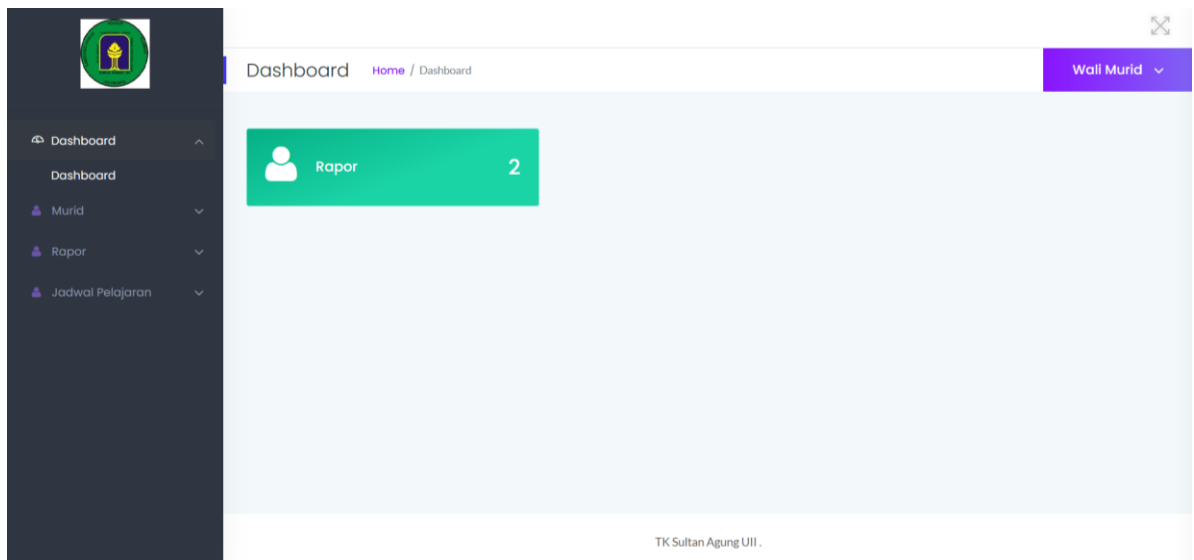 Dashboard Home / Dashboard
Wali Murid
Dashboard
Dashboard
Murid
Rapor
Jadwal Pelajaran
Rapor 2
TK Sultan Agung UII .